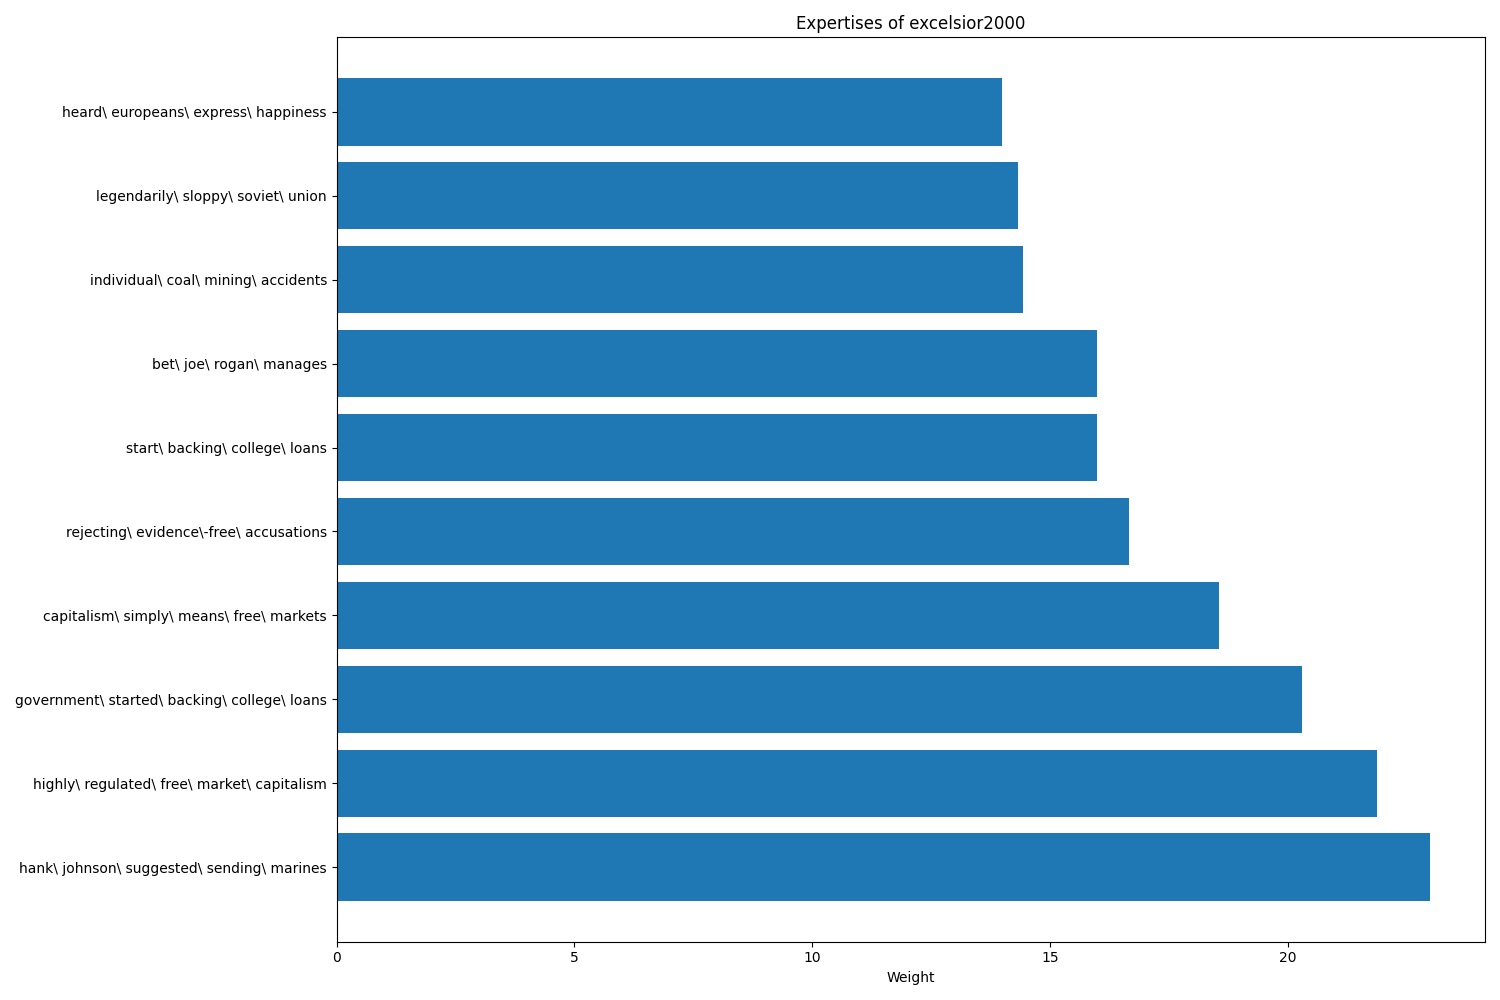 Expertises of excelsior2000
heard\ europeans\ express\ happiness
legendarily\ sloppy\ soviet\ union
individual\ coal\ mining\ accidents
bet\ joe\ rogan\ manages
start\ backing\ college\ loans
rejecting\ evidence\-free\ accusations
capitalism\ simply\ means\ free\ markets
government\ started\ backing\ college\ loans
highly\ regulated\ free\ market\ capitalism
hank\ johnson\ suggested\ sending\ marines
0 5 10 15 20
Weight